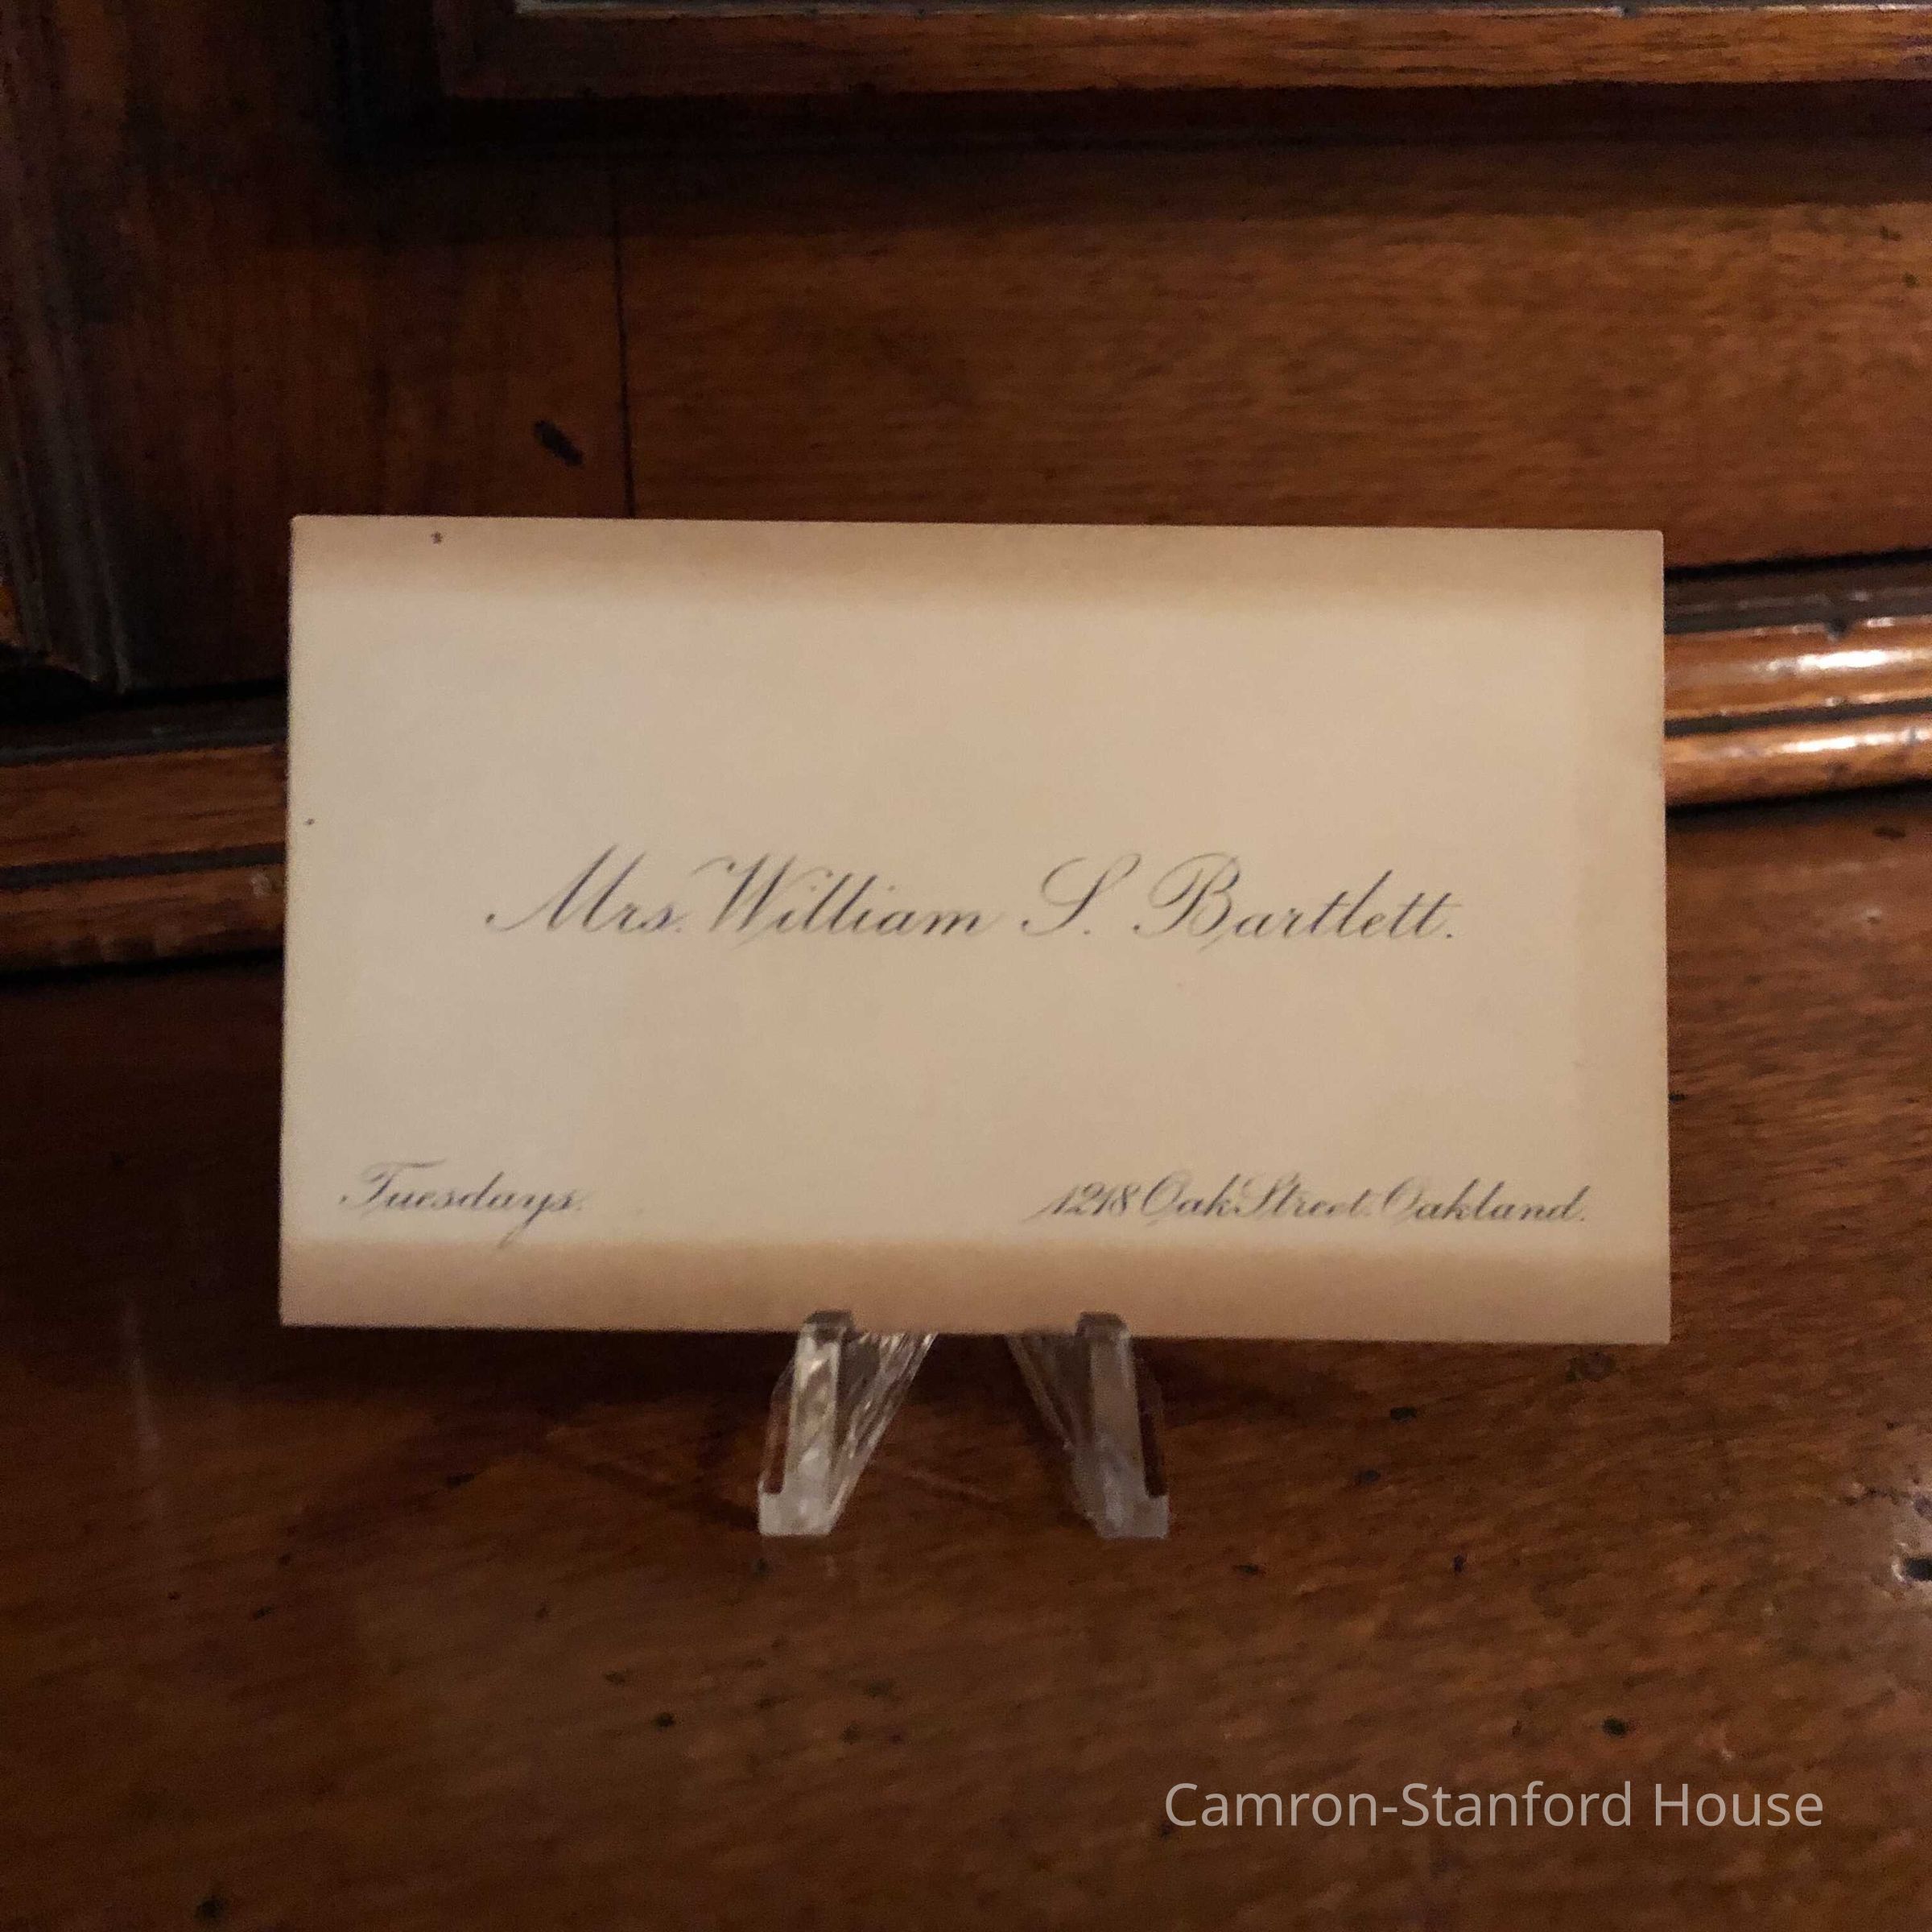 Mrs. William S. Bartlett.
Tuesdays.
1218 Oak Street. Oakland.
Camron-Stanford House